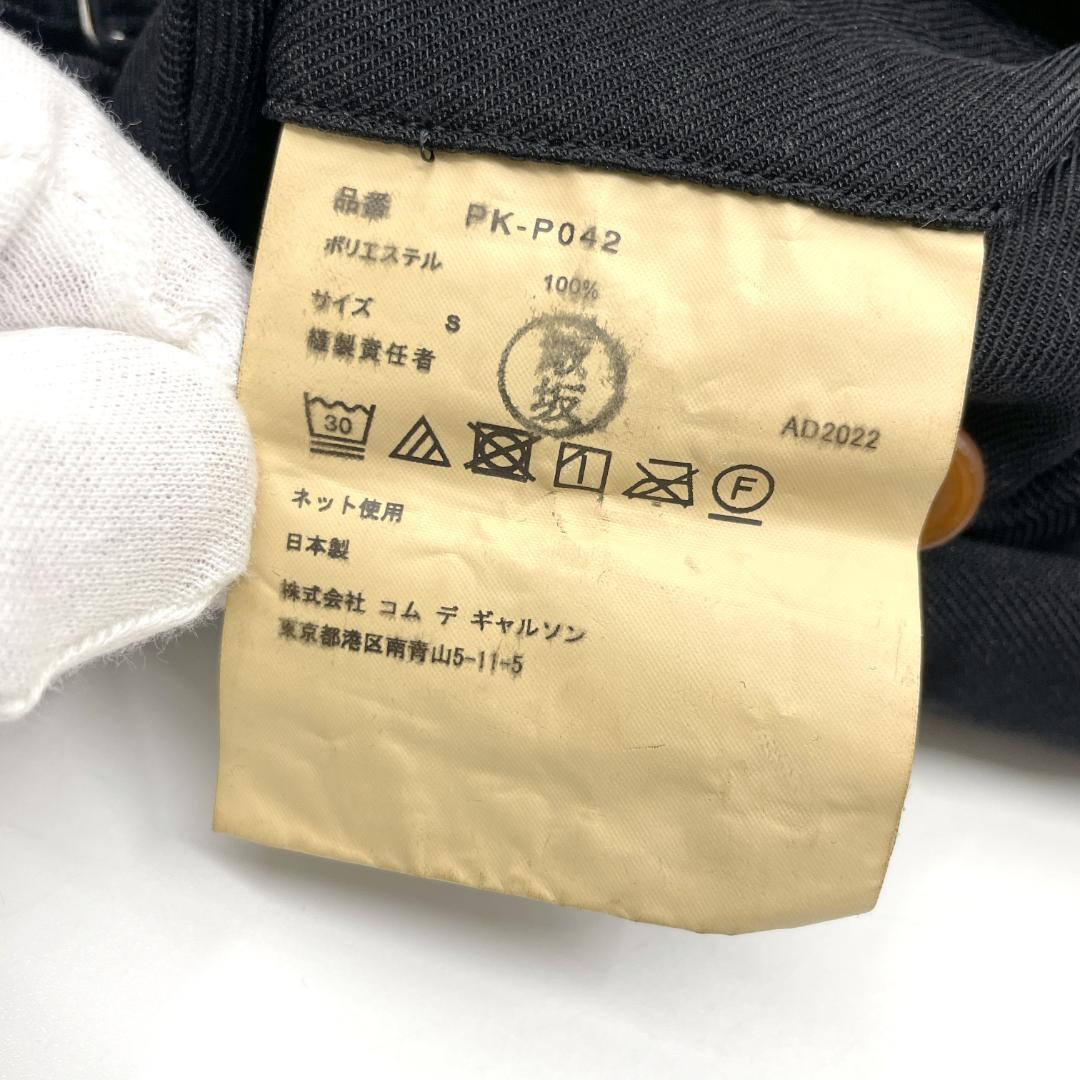 品番 PK-P042
ポリエステル 100%
サイズ S
縫製責任者
坂
AD2022
30
F
ネット使用
日本製
株式会社 コム デ ギャルソン
東京都港区南青山5-11-5